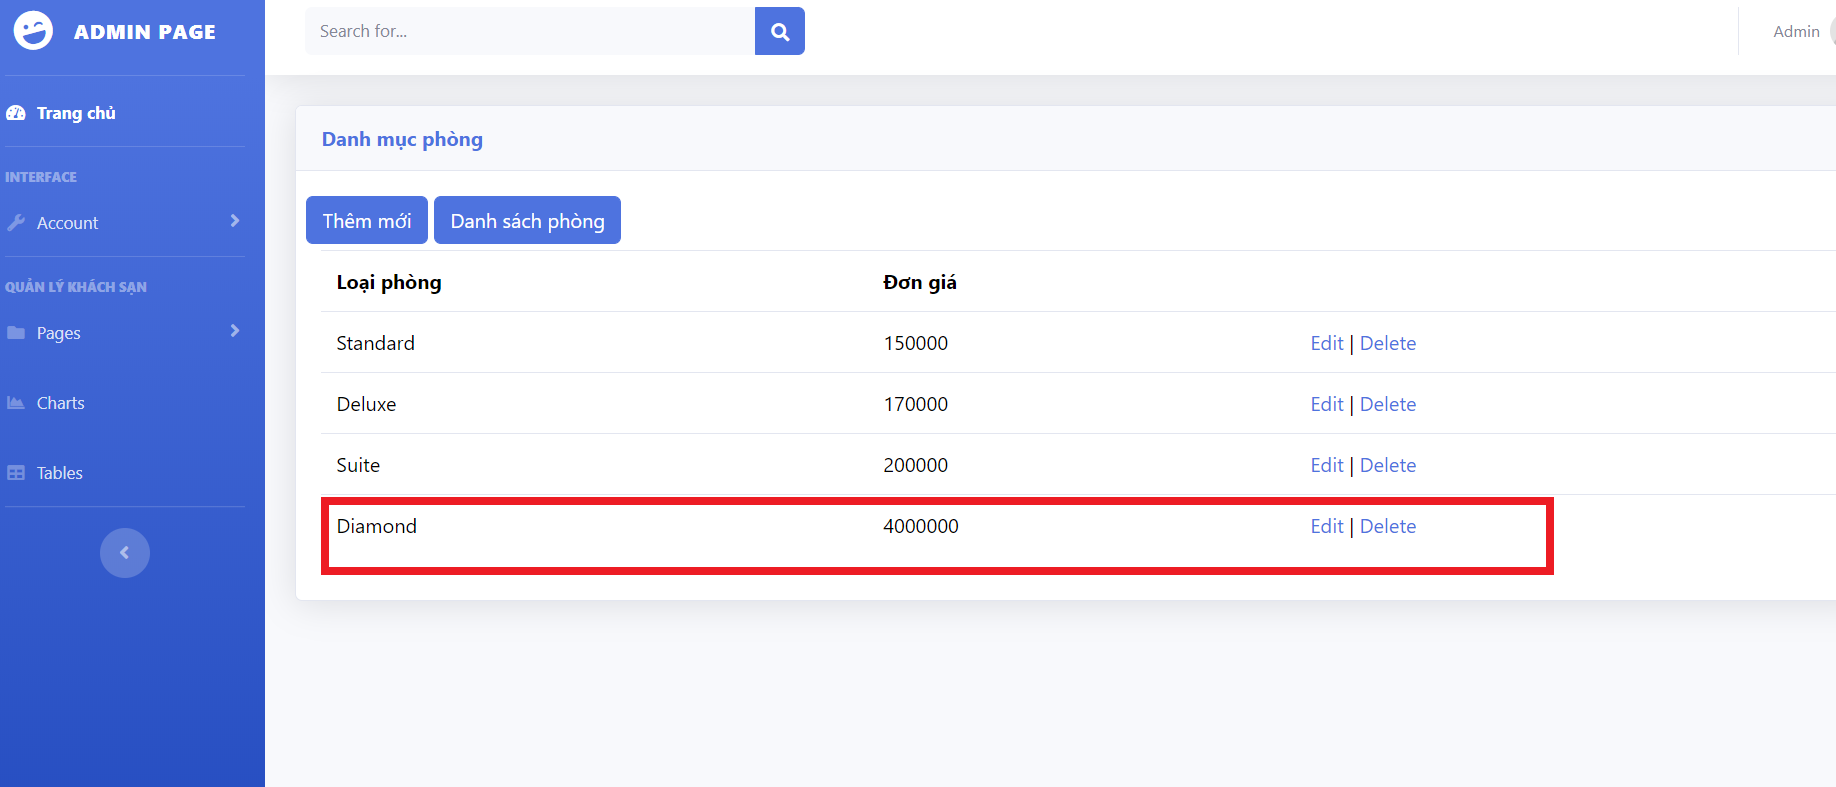 ADMIN PAGE
Search for...
Admin
Trang chủ
INTERFACE
Account
QUẢN LÝ KHÁCH SẠN
Pages
Charts
Tables
Danh mục phòng
Thêm mới Danh sách phòng
Loại phòng Đơn giá
Standard 150000 Edit | Delete
Deluxe 170000 Edit | Delete
Suite 200000 Edit | Delete
Diamond 4000000 Edit | Delete